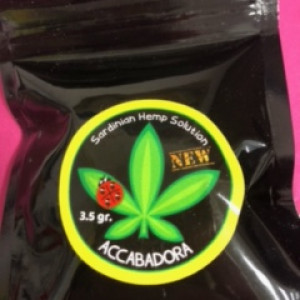 Sardinian Hemp Solution
NEW
3.5 gr.
ACCABADORA